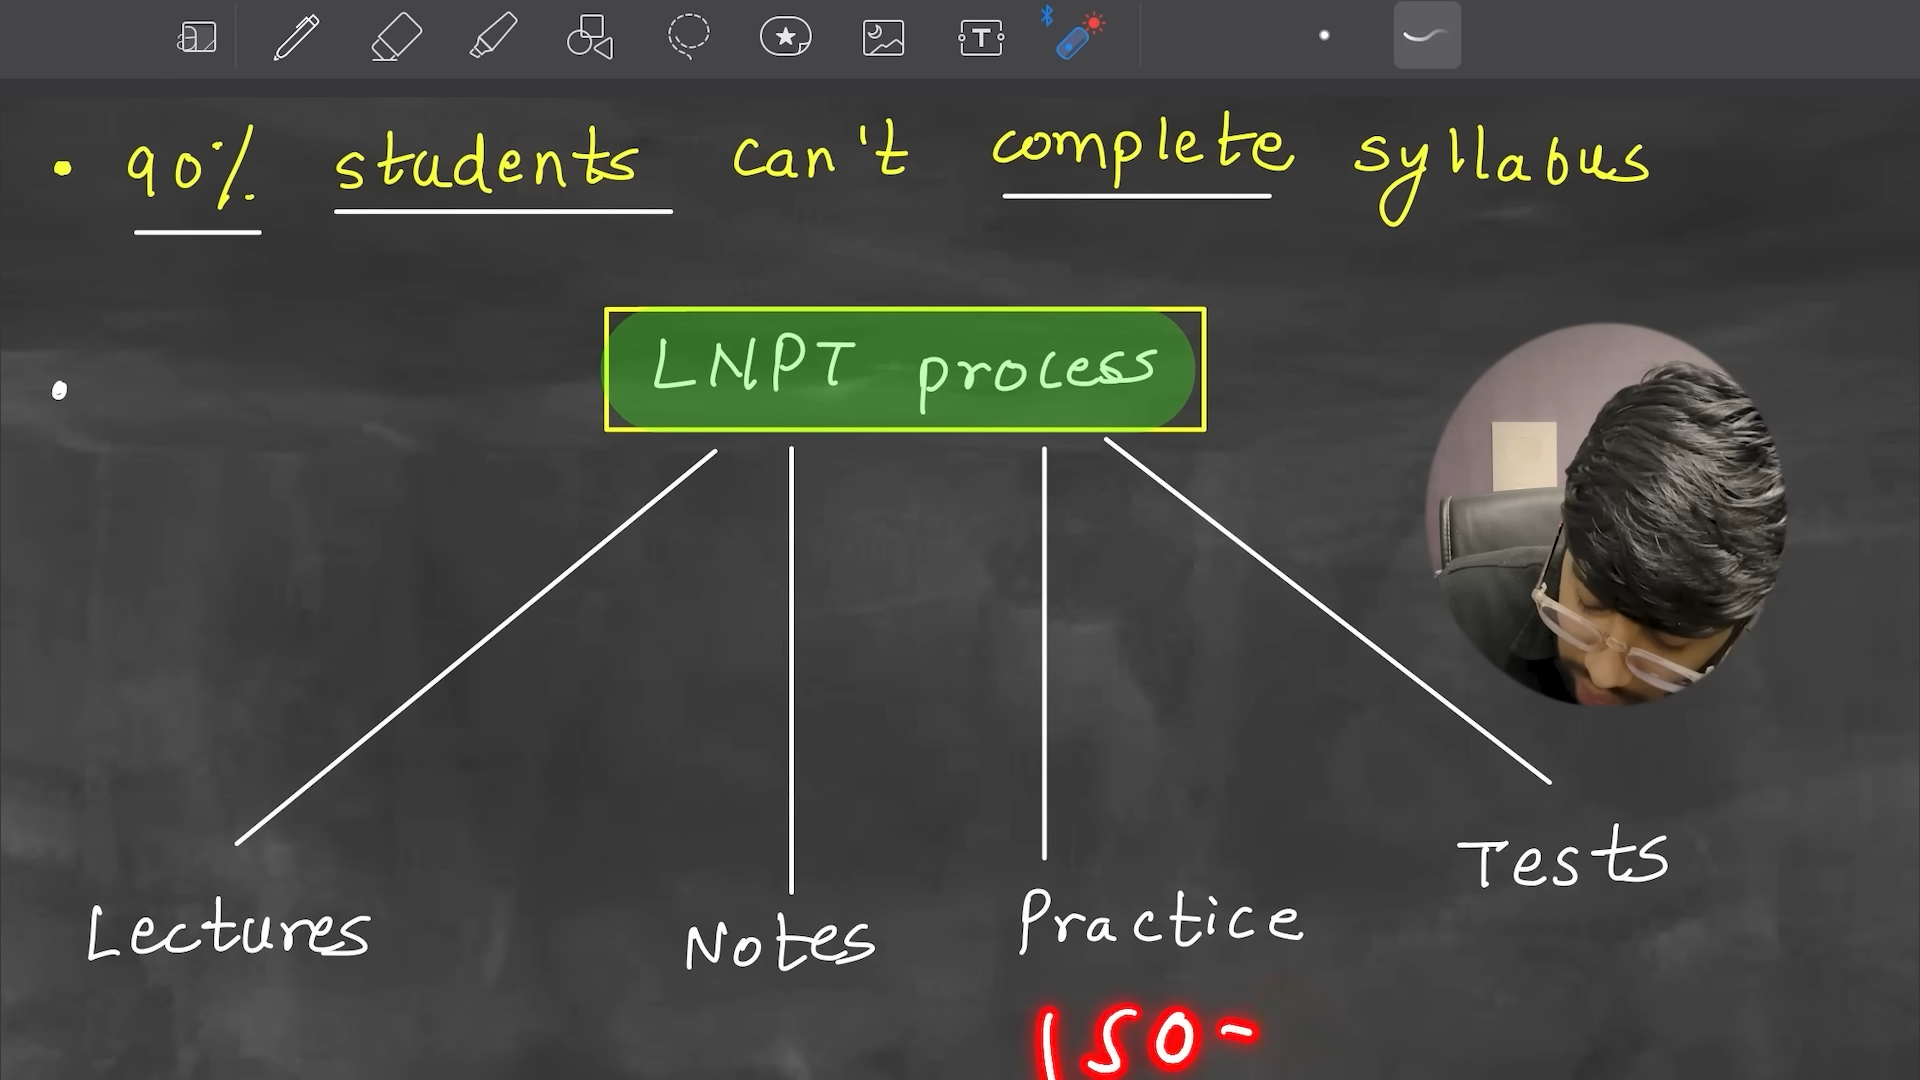 • 90% students can't complete syllabus
LNPT process
•
Lectures
Notes
Practice
Tests
150-